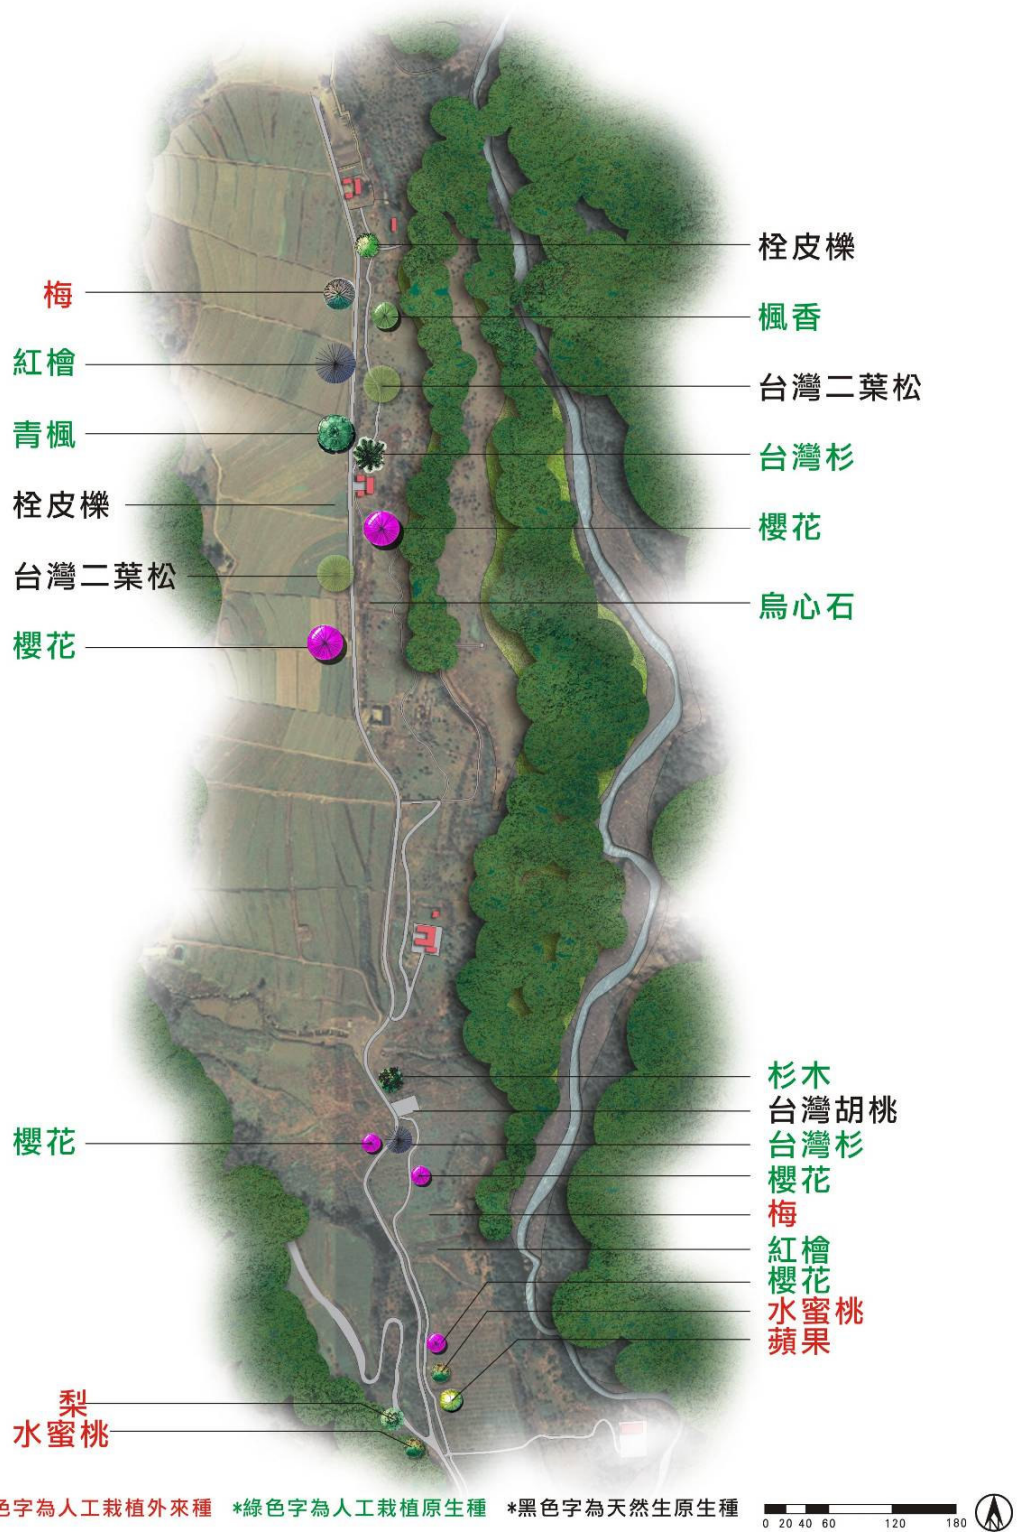 栓皮櫟
梅
楓香
紅檜
台灣二葉松
青楓
台灣杉
栓皮櫟
櫻花
台灣二葉松
烏心石
櫻花
杉木
台灣胡桃
櫻花
台灣杉
櫻花
梅
紅檜
櫻花
水蜜桃
蘋果
梨
水蜜桃
色字為人工栽植外來種 *綠色字為人工栽植原生種 *黑色字為天然生原生種
0 20 40 60 120 180